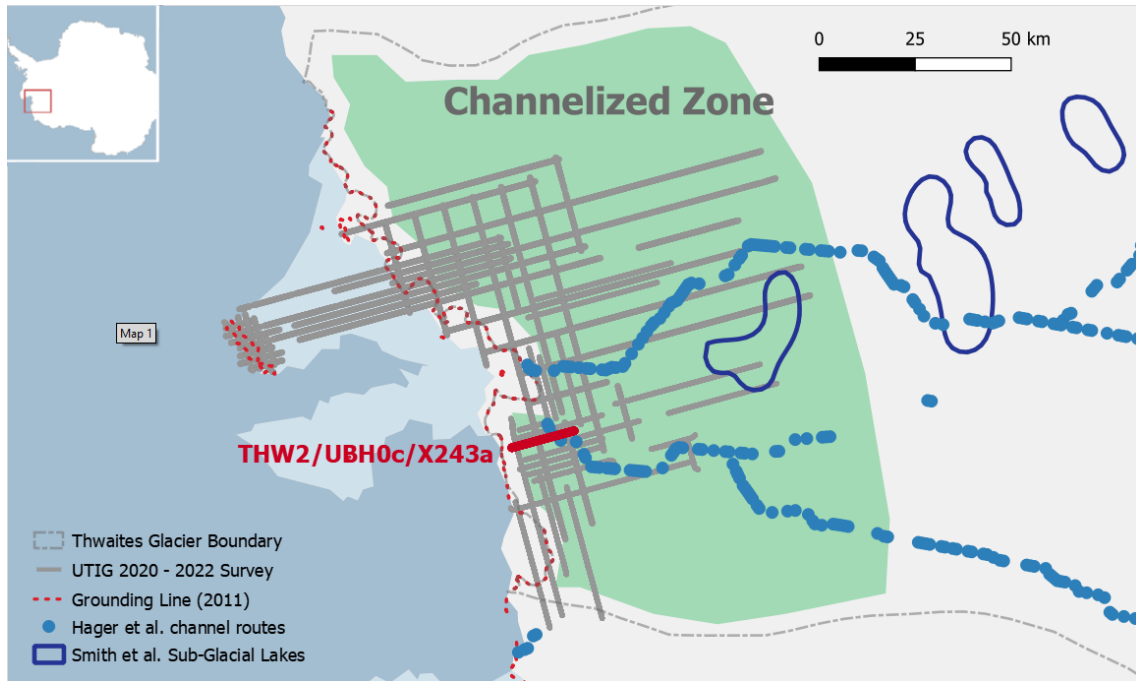 0 25 50 km
Channelized Zone
Map 1
THW2/UBH0c/X243a
Thwaites Glacier Boundary
UTIG 2020 - 2022 Survey
Grounding Line (2011)
Hager et al. channel routes
Smith et al. Sub-Glacial Lakes